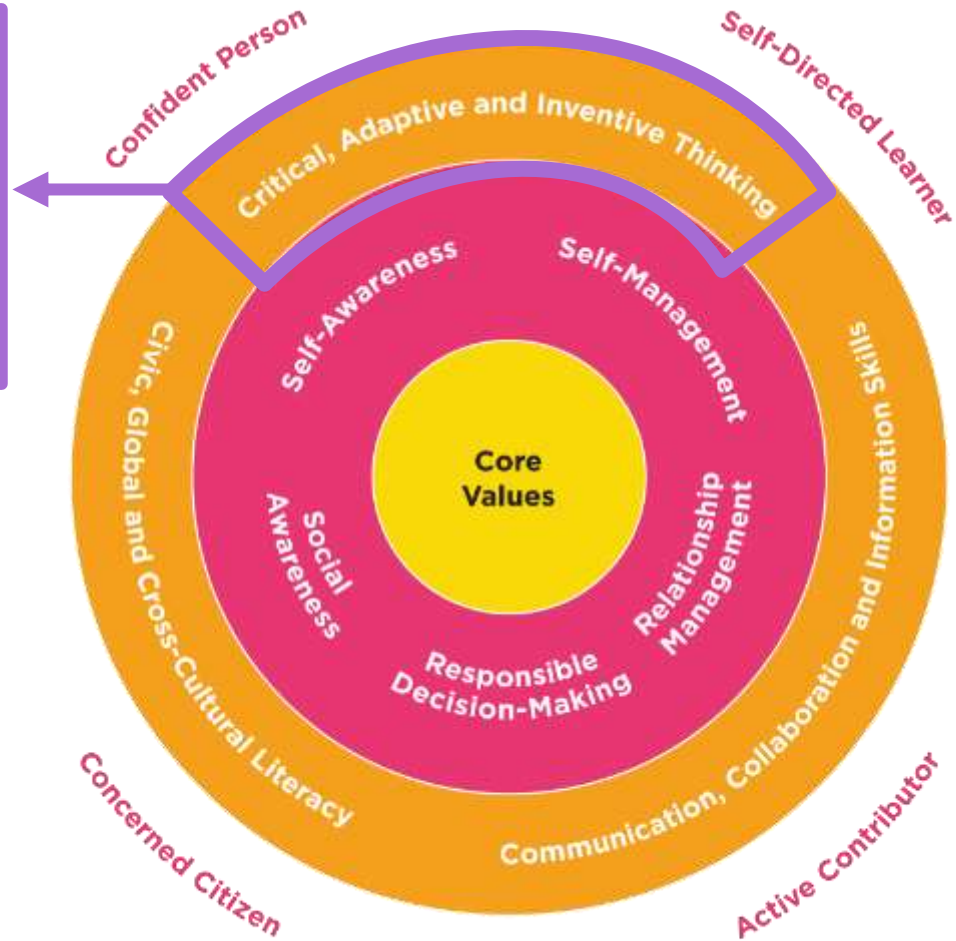 Confident Person
Self-Directed Learner
Critical, Adaptive and Inventive Thinking
Self-Awareness
Self-Management
Civic, Global and Cross-Cultural Literacy
Communication, Collaboration and Information Skills
Core
Values
Social
Awareness
Relationship
Management
Responsible
Decision-Making
Concerned Citizen
Active Contributor